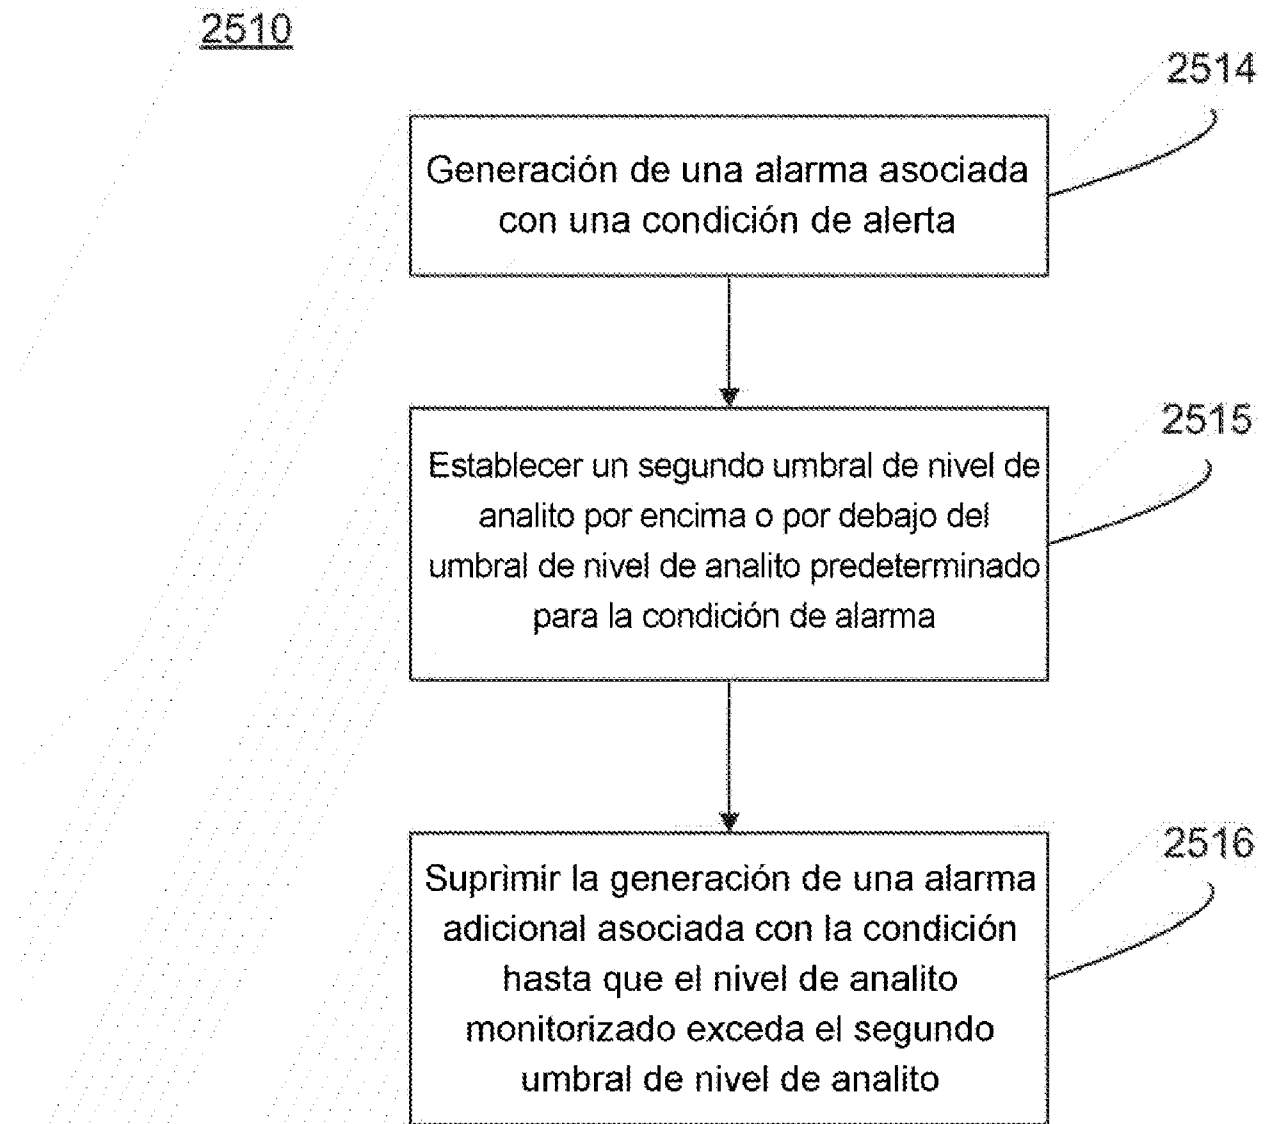 2510
2514
Generación de una alarma asociada
con una condición de alerta
2515
Establecer un segundo umbral de nivel de
analito por encima o por debajo del
umbral de nivel de analito predeterminado
para la condición de alarma
2516
Suprimir la generación de una alarma
adicional asociada con la condición
hasta que el nivel de analito
monitorizado exceda el segundo
umbral de nivel de analito